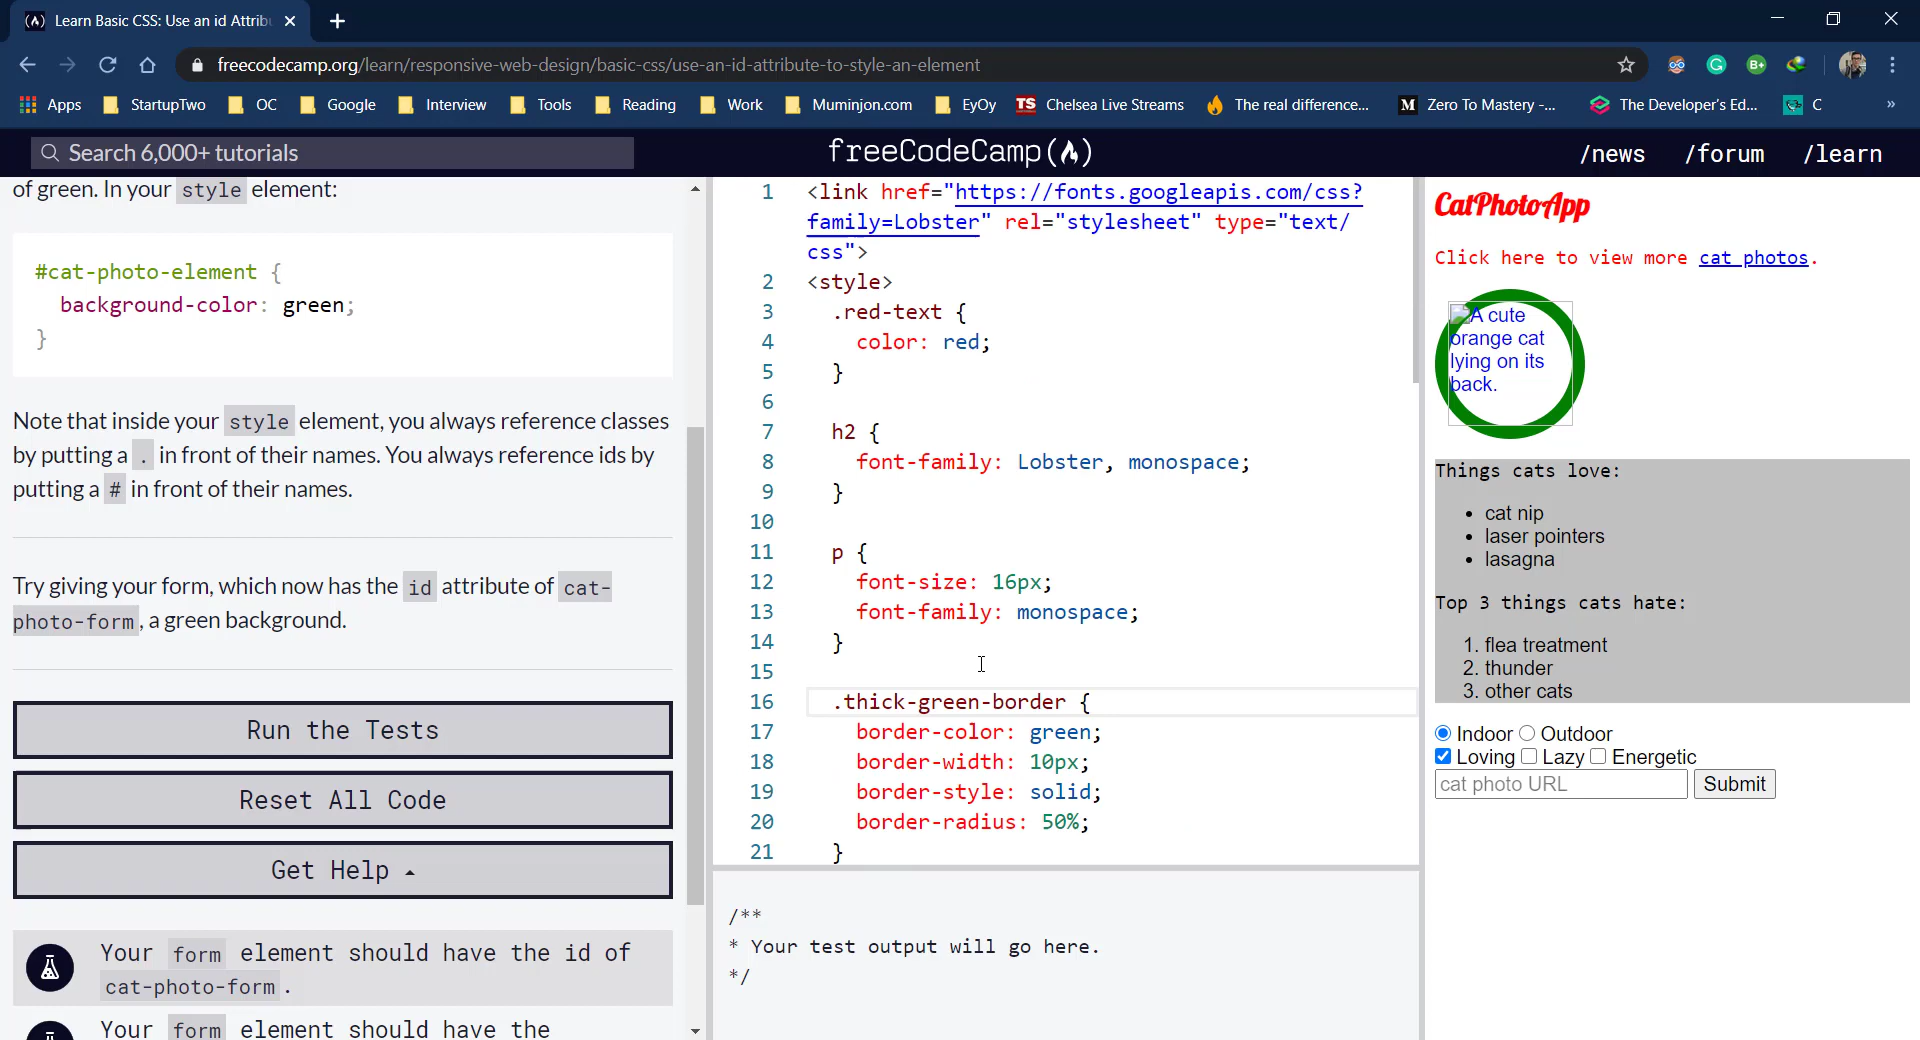 Learn Basic CSS: Use an id Attrib
freecodecamp.org/learn/responsive-web-design/basic-css/use-an-id-attribute-to-style-an-element
Apps StartupTwo OC Google Interview Tools Reading Work Muminjon.com EyOy TS Chelsea Live Streams The real difference... M Zero To Mastery -... The Developer's Ed... C »
Search 6,000+ tutorials
freeCodeCamp
/news /forum /learn
of green. In your style element:
#cat-photo-element {
background-color: green;
}
Note that inside your style element, you always reference classes
by putting a . in front of their names. You always reference ids by
putting a # in front of their names.
Try giving your form, which now has the id attribute of cat-
photo-form, a green background.
Run the Tests
Reset All Code
Get Help
Your form element should have the id of
cat-photo-form.
Your form element should have the
1 <link href="https://fonts.googleapis.com/css?
family=Lobster" rel="stylesheet" type="text/
css">
2 <style>
3 .red-text {
4 color: red;
5 }
6
7 h2 {
8 font-family: Lobster, monospace;
9 }
10
11 p {
12 font-size: 16px;
13 font-family: monospace;
14 }
15
16 .thick-green-border {
17 border-color: green;
18 border-width: 10px;
19 border-style: solid;
20 border-radius: 50%;
21 }
/**
* Your test output will go here.
*/
CatPhotoApp
Click here to view more cat photos.
A cute
orange cat
lying on its
back.
Things cats love:
• cat nip
• laser pointers
• lasagna
Top 3 things cats hate:
1. flea treatment
2. thunder
3. other cats
Indoor Outdoor
Loving Lazy Energetic
cat photo URL Submit